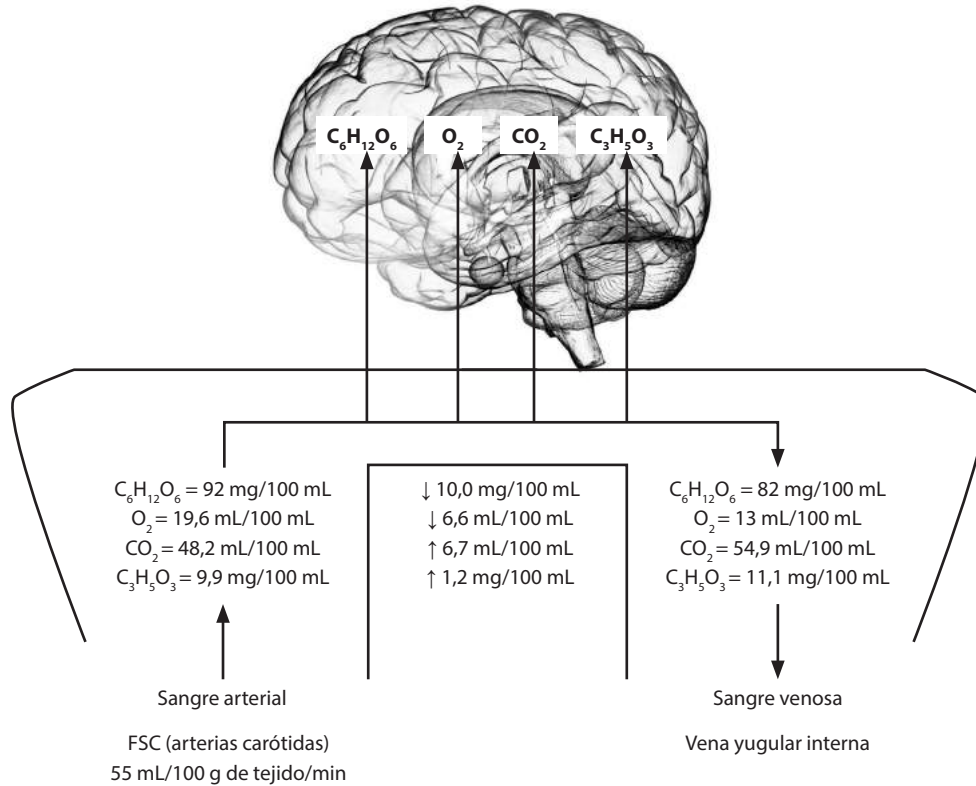 C₆H₁₂O₆ O₂ CO₂ C₃H₅O₃
C₆H₁₂O₆ = 92 mg/100 mL
O₂ = 19,6 mL/100 mL
CO₂ = 48,2 mL/100 mL
C₃H₅O₃ = 9,9 mg/100 mL
↓ 10,0 mg/100 mL
↓ 6,6 mL/100 mL
↑ 6,7 mL/100 mL
↑ 1,2 mg/100 mL
C₆H₁₂O₆ = 82 mg/100 mL
O₂ = 13 mL/100 mL
CO₂ = 54,9 mL/100 mL
C₃H₅O₃ = 11,1 mg/100 mL
Sangre arterial
FSC (arterias carótidas)
55 mL/100 g de tejido/min
Sangre venosa
Vena yugular interna